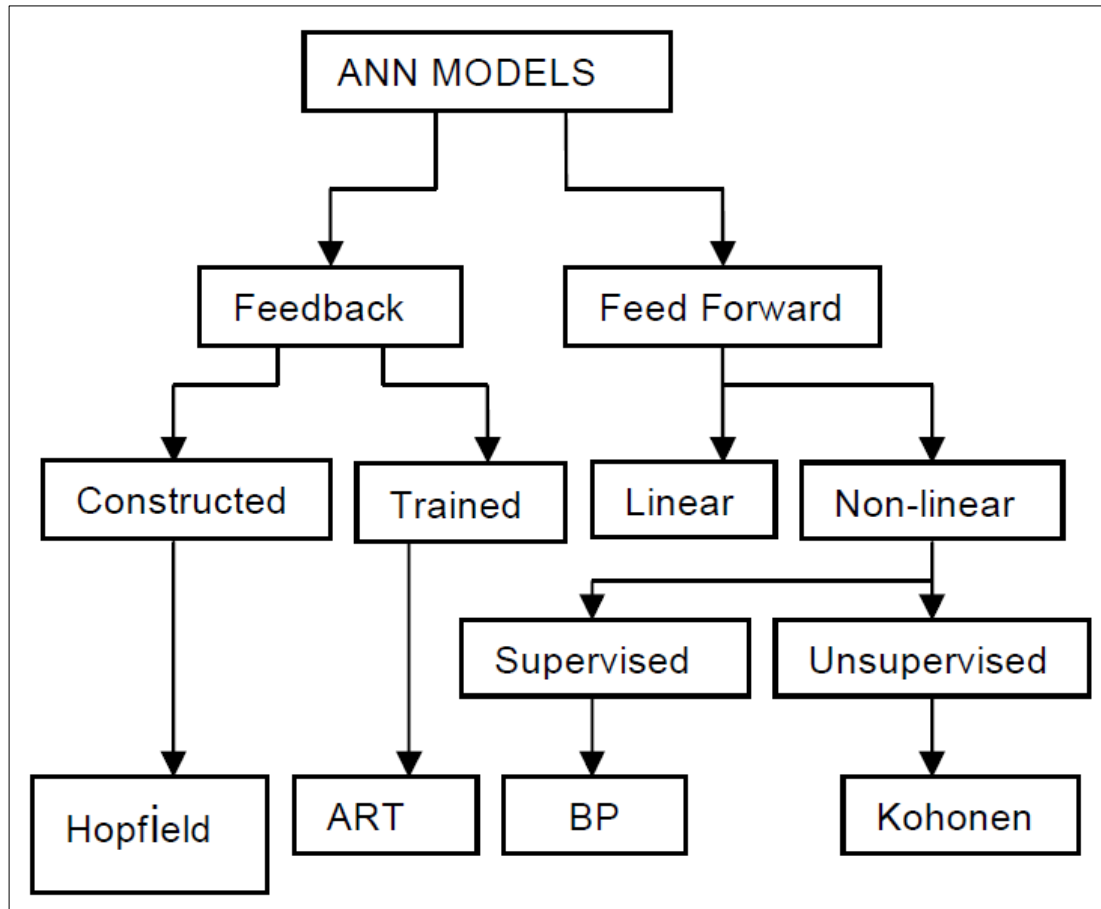 ANN MODELS
Feedback
Feed Forward
Constructed
Trained
Linear
Non-linear
Supervised
Unsupervised
Hopfield
ART
BP
Kohonen